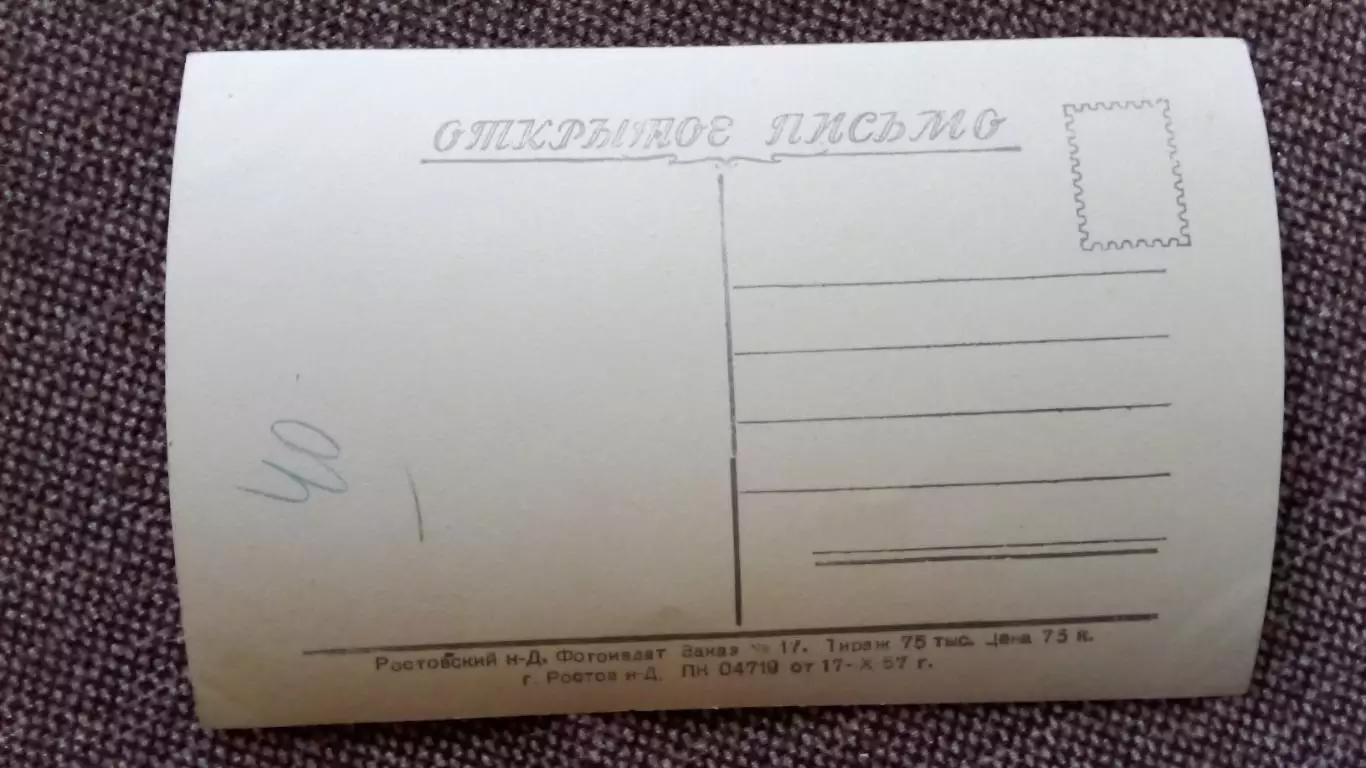 ОТКРЫТОЕ ПИСЬМО
40
Ростовский н-Д. Фотоиздат Заказ № 17. Тираж 75 тыс. Цена 75 к.
г. Ростов н-Д. ПК 04719 от 17-X 57 г.